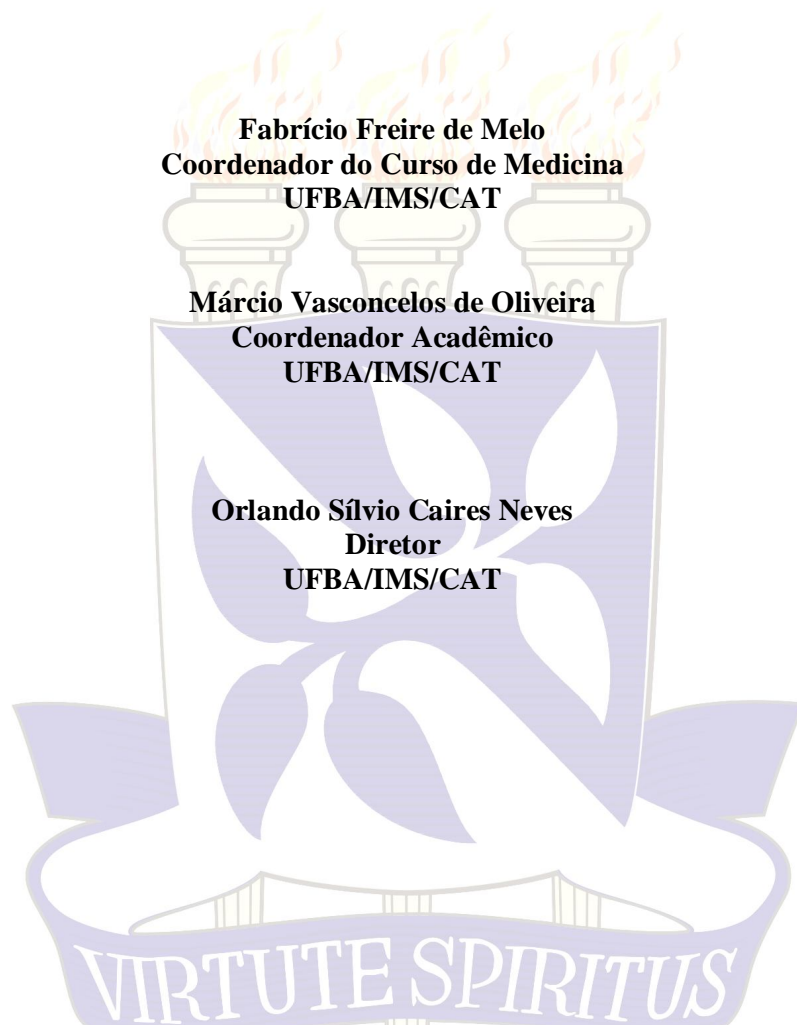 Fabrício Freire de Melo
Coordenador do Curso de Medicina
UFBA/IMS/CAT
Márcio Vasconcelos de Oliveira
Coordenador Acadêmico
UFBA/IMS/CAT
Orlando Sílvio Caires Neves
Diretor
UFBA/IMS/CAT
VIRTUTE SPIRITUS